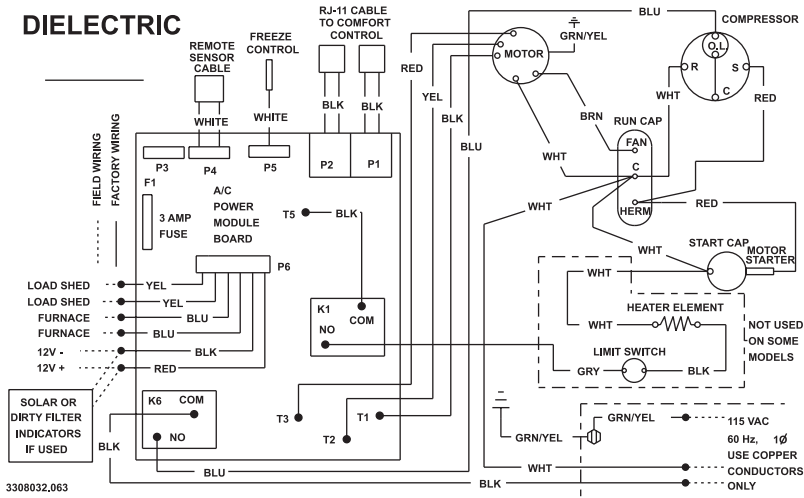 DIELECTRIC
REMOTE
SENSOR
CABLE
FREEZE
CONTROL
RJ-11 CABLE
TO COMFORT
CONTROL
BLU
COMPRESSOR
GRN/YEL
MOTOR
O.L.
R
S
C
RED
YEL
BLK
BLU
WHT
RED
BLK
BLK
WHITE
WHITE
BRN
RUN CAP
FAN
C
HERM
WHT
WHT
RED
WHT
P3
P4
P5
P2
P1
FIELD WIRING
FACTORY WIRING
F1
3 AMP
FUSE
A/C
POWER
MODULE
BOARD
T5
BLK
P6
START CAP
MOTOR
STARTER
LOAD SHED
YEL
LOAD SHED
YEL
FURNACE
BLU
FURNACE
BLU
12V -
BLK
12V +
RED
K1
COM
NO
WHT
HEATER ELEMENT
WHT
LIMIT SWITCH
GRY
BLK
NOT USED
ON SOME
MODELS
SOLAR OR
DIRTY FILTER
INDICATORS
IF USED
K6
COM
NO
BLK
T3
T2
T1
GRN/YEL
GRN/YEL
115 VAC
60 Hz, 1Ø
USE COPPER
CONDUCTORS
ONLY
BLU
WHT
BLK
3308032.063